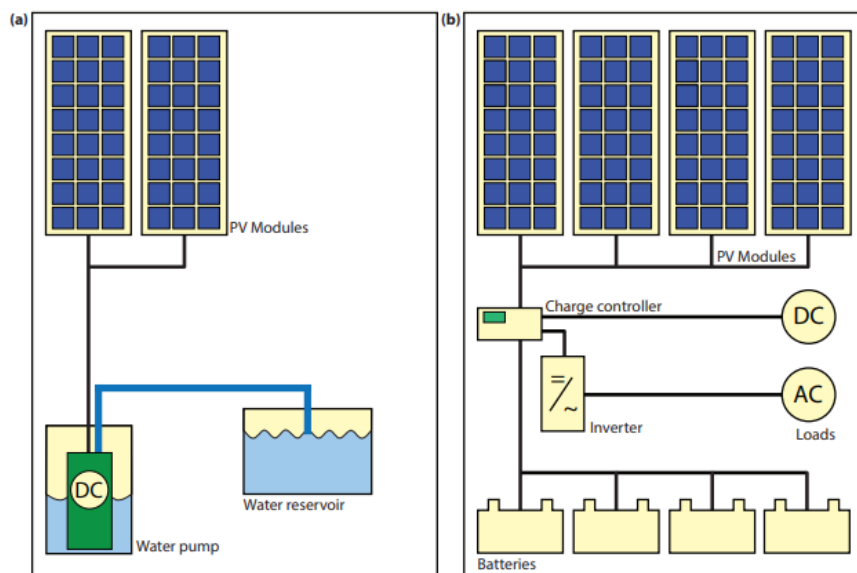 (a)
PV Modules
DC
Water pump
Water reservoir
(b)
PV Modules
Charge controller
DC
=
~
Inverter
AC
Loads
Batteries